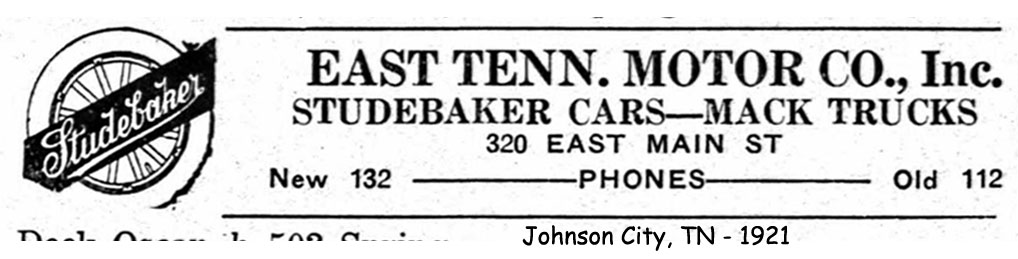 Studebaker
EAST TENN. MOTOR CO., Inc.
STUDEBAKER CARS—MACK TRUCKS
320 EAST MAIN ST
New 132 ——— PHONES ——— Old 112
503
Johnson City, TN - 1921